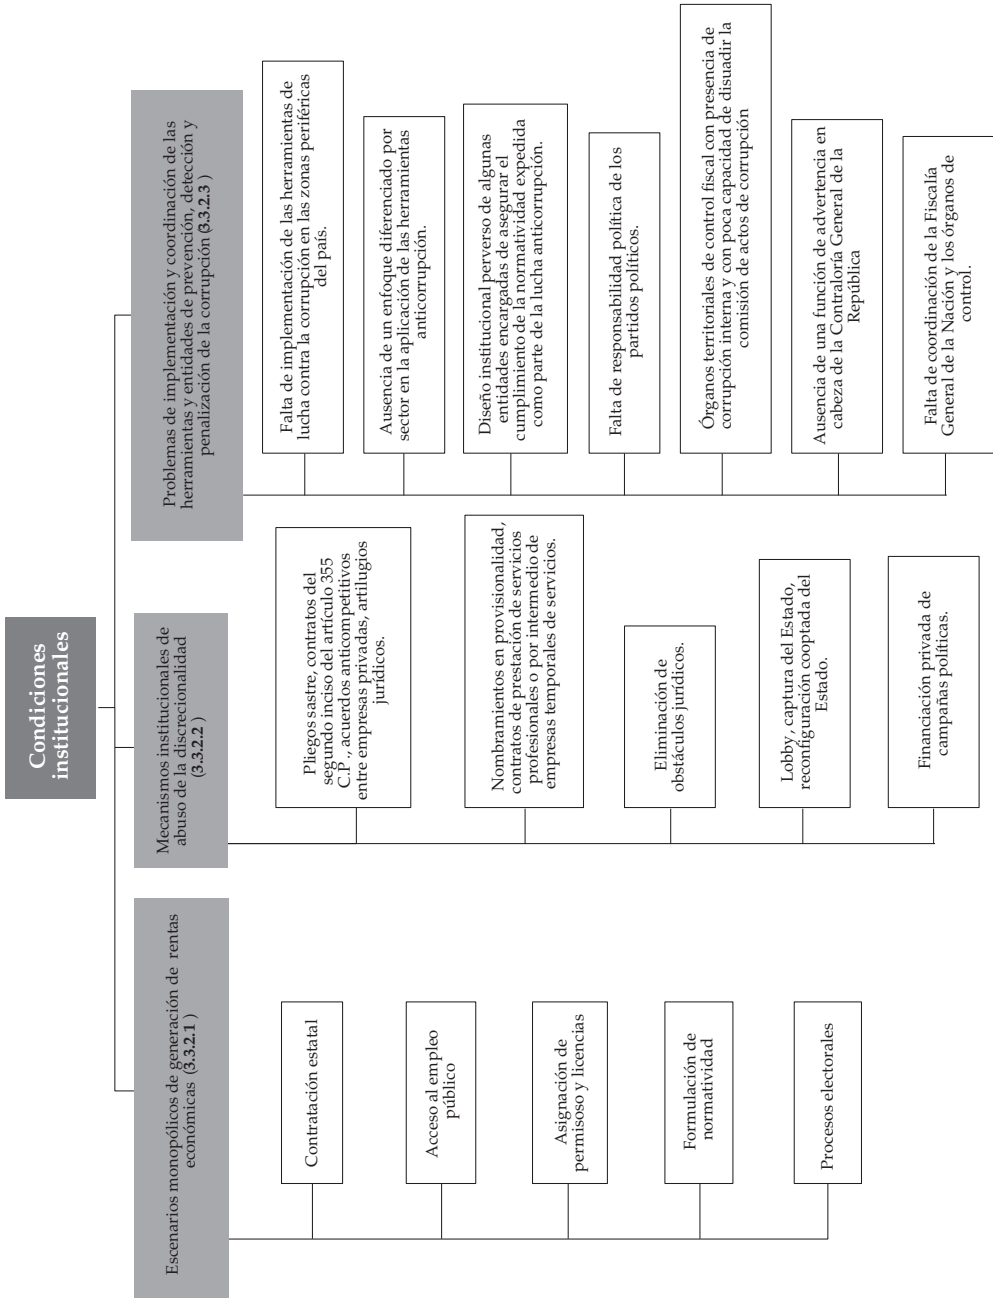 Condiciones
institucionales
Escenarios monopólicos de generación de rentas
económicas (3.3.2.1 )
Contratación estatal
Acceso al empleo
público
Asignación de
permisoso y licencias
Formulación de
normatividad
Procesos electorales
Mecanismos institucionales de
abuso de la discrecionalidad
(3.3.2.2 )
Pliegos sastre, contratos del
segundo inciso del artículo 355
C.P., acuerdos anticompetitivos
entre empresas privadas, artilugios
jurídicos.
Nombramientos en provisionalidad,
contratos de prestación de servicios
profesionales o por intermedio de
empresas temporales de servicios.
Eliminación de
obstáculos jurídicos.
Lobby, captura del Estado,
reconfiguración cooptada del
Estado.
Financiación privada de
campañas políticas.
Problemas de implementación y coordinación de las
herramientas y entidades de prevención, detección y
penalización de la corrupción (3.3.2.3 )
Falta de implementación de las herramientas de
lucha contra la corrupción en las zonas periféricas
del país.
Ausencia de un enfoque diferenciado por
sector en la aplicación de las herramientas
anticorrupción.
Diseño institucional perverso de algunas
entidades encargadas de asegurar el
cumplimiento de la normatividad expedida
como parte de la lucha anticorrupción.
Falta de responsabilidad política de los
partidos políticos.
Órganos territoriales de control fiscal con presencia de
corrupción interna y con poca capacidad de disuadir la
comisión de actos de corrupción
Ausencia de una función de advertencia en
cabeza de la Contraloría General de la
República
Falta de coordinación de la Fiscalía
General de la Nación y los órganos de
control.